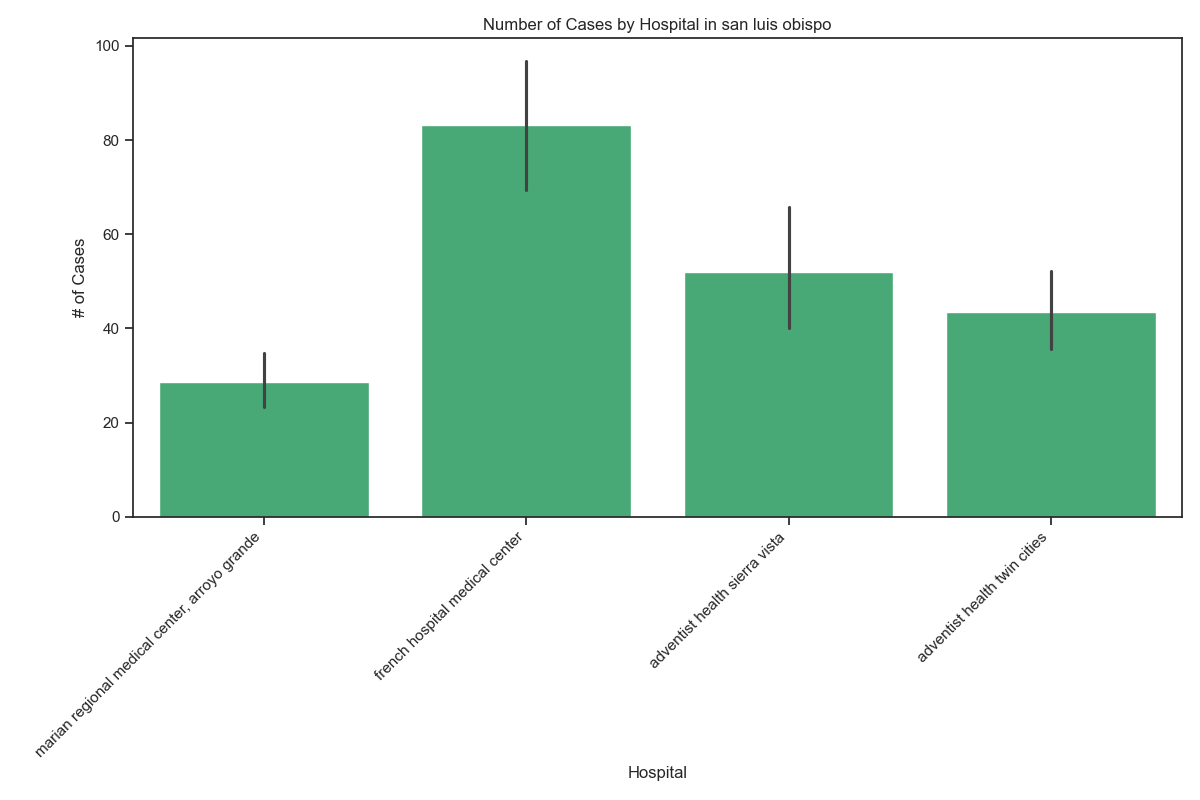 Number of Cases by Hospital in san luis obispo
100
80
60
40
20
0
# of Cases
marian regional medical center, arroyo grande
french hospital medical center
adventist health sierra vista
adventist health twin cities
Hospital